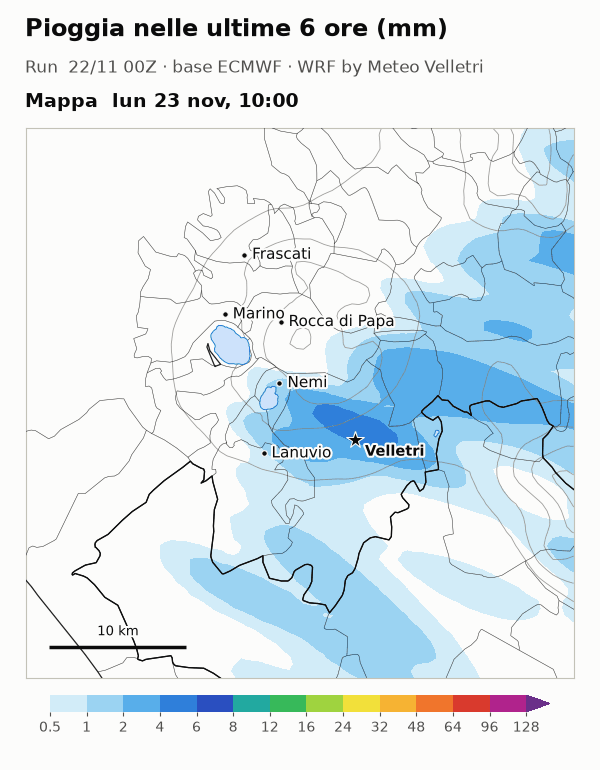 Pioggia nelle ultime 6 ore (mm)
Run  22/11 00Z · base ECMWF · WRF by Meteo Velletri
Mappa  lun 23 nov, 10:00
Frascati
Marino
Rocca di Papa
Nemi
Velletri
Lanuvio
10 km
0.5 1 2 4 6 8 12 16 24 32 48 64 96 128